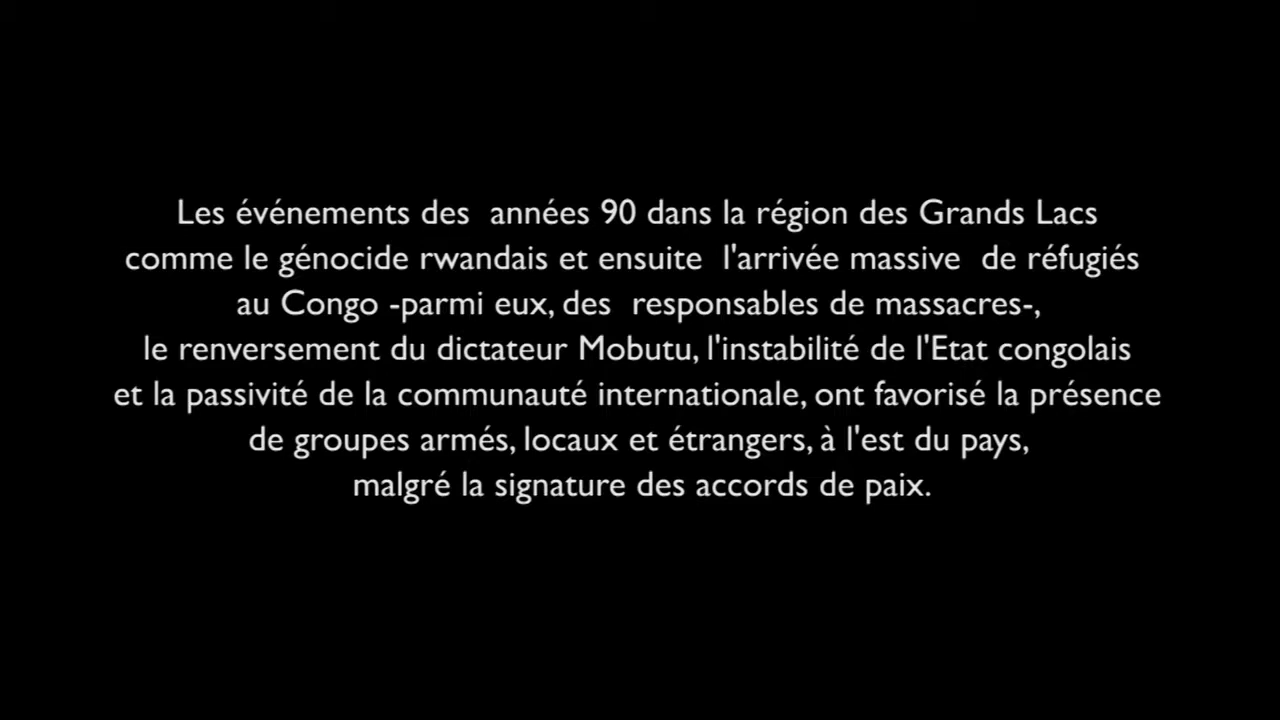 Les événements des  années 90 dans la région des Grands Lacs
comme le génocide rwandais et ensuite  l'arrivée massive  de réfugiés
au Congo -parmi eux, des  responsables de massacres-,
le renversement du dictateur Mobutu, l'instabilité de l'Etat congolais
et la passivité de la communauté internationale, ont favorisé la présence
de groupes armés, locaux et étrangers, à l'est du pays,
malgré la signature des accords de paix.